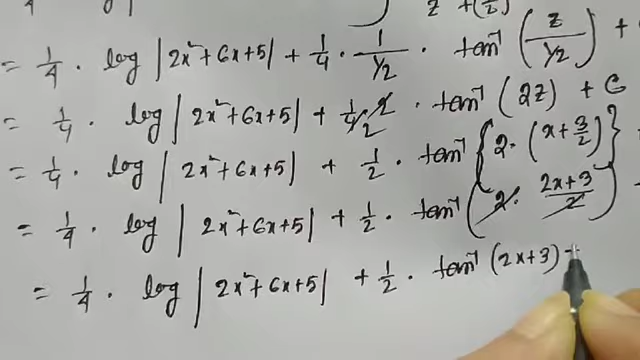 z² + (1/2)
= 1/4 · log |2x²+6x+5| + 1/4 · 1/(1/2) · tan⁻¹ (z/(1/2)) +
= 1/4 · log |2x²+6x+5| + 1/4 · 2 · tan⁻¹ (2z) + C
= 1/4 · log |2x²+6x+5| + 1/2 · tan⁻¹ {2·(x+3/2)}
= 1/4 · log |2x²+6x+5| + 1/2 · tan⁻¹ (2 · (2x+3)/2)
= 1/4 · log |2x²+6x+5| + 1/2 · tan⁻¹ (2x+3) +